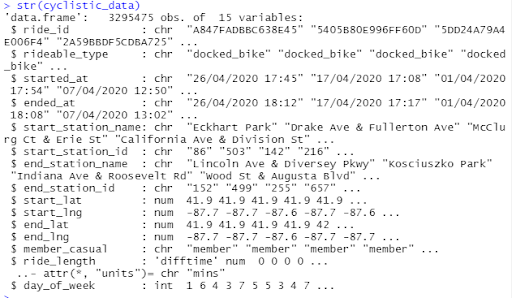 > str(cyclistic_data)
'data.frame':   3295475 obs. of  15 variables:
 $ ride_id           : chr  "A847FADBBC638E45" "5405B80E996FF60D" "5DD24A79A4
E006F4" "2A59BBDF5CDBA725" ...
 $ rideable_type     : chr  "docked_bike" "docked_bike" "docked_bike" "docked
_bike" ...
 $ started_at        : chr  "26/04/2020 17:45" "17/04/2020 17:08" "01/04/2020
17:54" "07/04/2020 12:50" ...
 $ ended_at          : chr  "26/04/2020 18:12" "17/04/2020 17:17" "01/04/2020
18:08" "07/04/2020 13:02" ...
 $ start_station_name: chr  "Eckhart Park" "Drake Ave & Fullerton Ave" "McClu
rg Ct & Erie St" "California Ave & Division St" ...
 $ start_station_id  : chr  "86" "503" "142" "216" ...
 $ end_station_name  : chr  "Lincoln Ave & Diversey Pkwy" "Kosciuszko Park"
"Indiana Ave & Roosevelt Rd" "Wood St & Augusta Blvd" ...
 $ end_station_id    : chr  "152" "499" "255" "657" ...
 $ start_lat         : num  41.9 41.9 41.9 41.9 41.9 ...
 $ start_lng         : num  -87.7 -87.7 -87.6 -87.7 -87.6 ...
 $ end_lat           : num  41.9 41.9 41.9 41.9 42 ...
 $ end_lng           : num  -87.7 -87.7 -87.6 -87.7 -87.7 ...
 $ member_casual     : chr  "member" "member" "member" "member" ...
 $ ride_length       : 'difftime' num  0 0 0 0 ...
  ..- attr(*, "units")= chr "mins"
 $ day_of_week       : int  1 6 4 3 7 5 5 3 4 7 ...